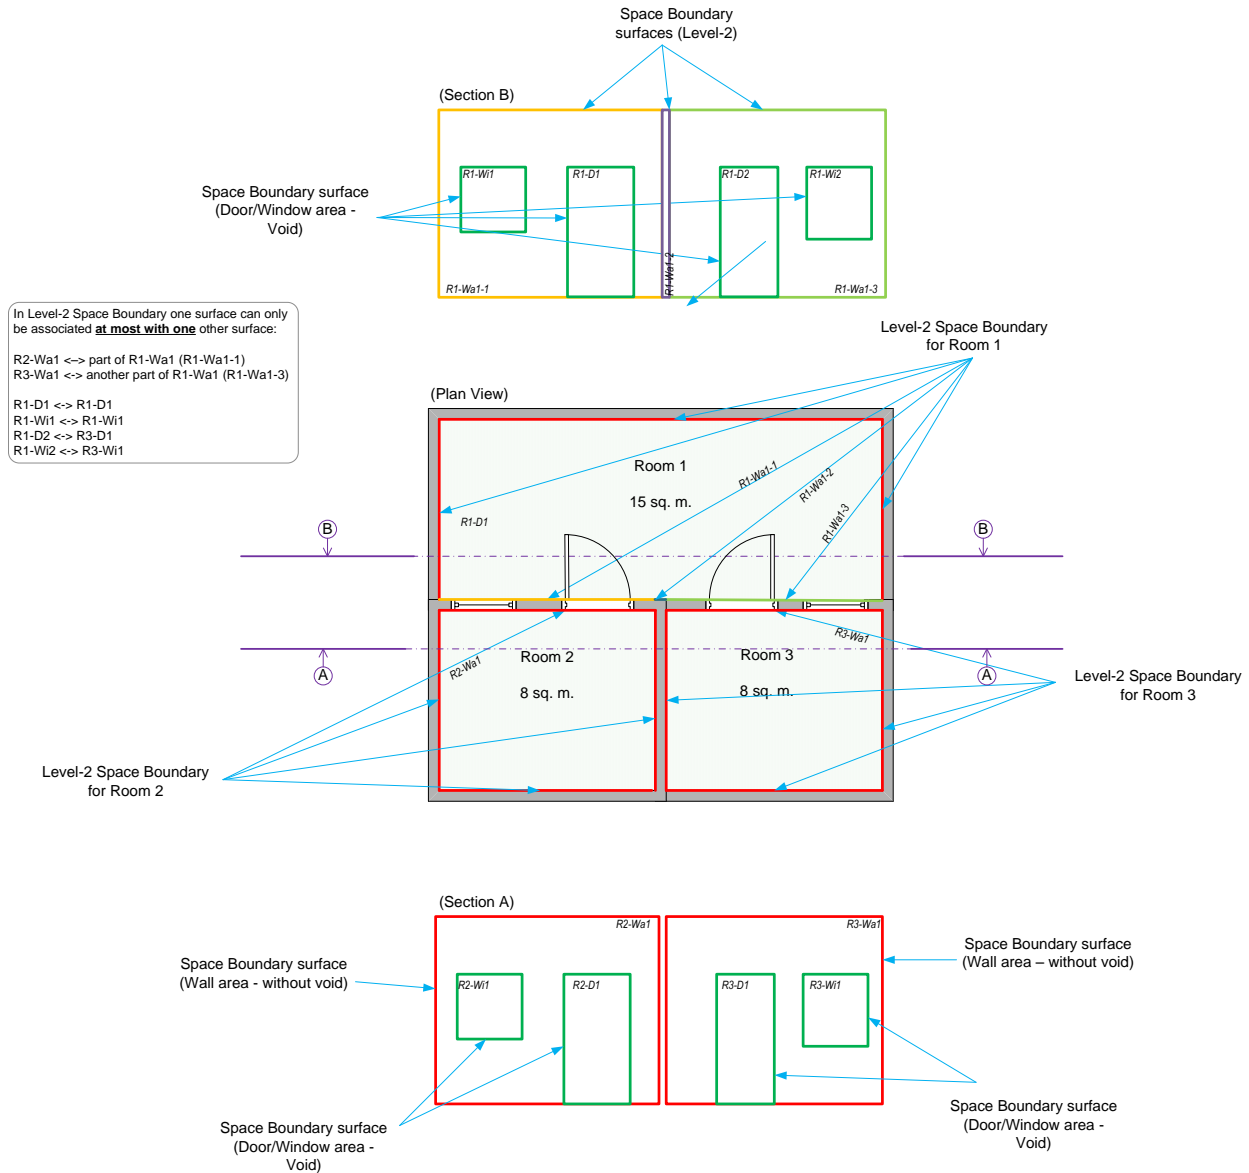 Space Boundary
surfaces (Level-2)
(Section B)
R1-Wi1
R1-D1
R1-D2
R1-Wi2
Space Boundary surface
(Door/Window area -
Void)
R1-Wa1-1
R1-Wa1-2
R1-Wa1-3
In Level-2 Space Boundary one surface can only
be associated at most with one other surface:
R2-Wa1 <–> part of R1-Wa1 (R1-Wa1-1)
R3-Wa1 <-> another part of R1-Wa1 (R1-Wa1-3)
R1-D1 <-> R1-D1
R1-Wi1 <-> R1-Wi1
R1-D2 <-> R3-D1
R1-Wi2 <-> R3-Wi1
Level-2 Space Boundary
for Room 1
(Plan View)
Room 1
15 sq. m.
R1-Wa1-1
R1-Wa1-2
R1-Wa1-3
R1-D1
B
B
R2-Wa1
R3-Wa1
Room 2
8 sq. m.
Room 3
8 sq. m.
A
A
Level-2 Space Boundary
for Room 3
Level-2 Space Boundary
for Room 2
(Section A)
R2-Wa1
R3-Wa1
Space Boundary surface
(Wall area - without void)
Space Boundary surface
(Wall area – without void)
R2-Wi1
R2-D1
R3-D1
R3-Wi1
Space Boundary surface
(Door/Window area -
Void)
Space Boundary surface
(Door/Window area -
Void)